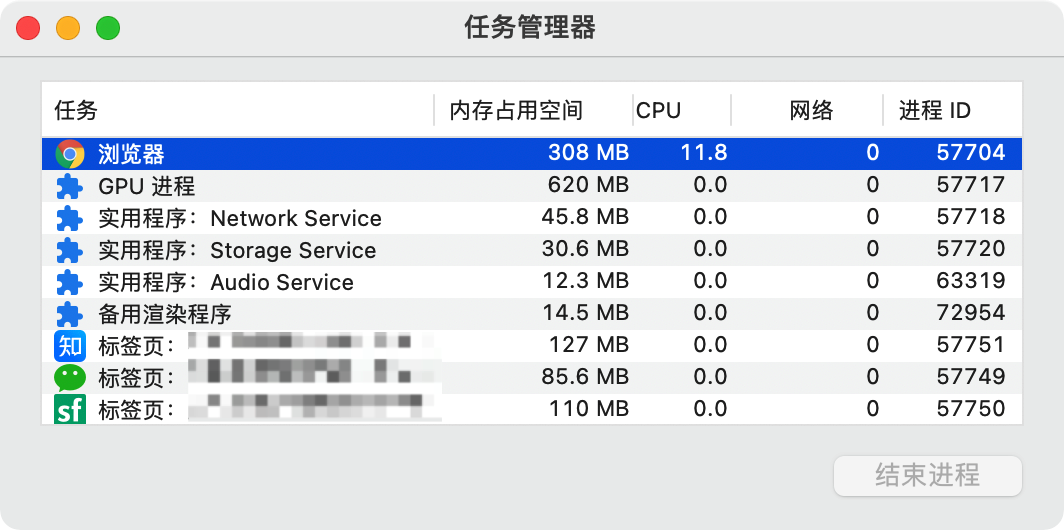 任务管理器
任务 内存占用空间 CPU 网络 进程 ID
浏览器 308 MB 11.8 0 57704
GPU 进程 620 MB 0.0 0 57717
实用程序：Network Service 45.8 MB 0.0 0 57718
实用程序：Storage Service 30.6 MB 0.0 0 57720
实用程序：Audio Service 12.3 MB 0.0 0 63319
备用渲染程序 14.5 MB 0.0 0 72954
知 标签页： 127 MB 0.0 0 57751
标签页： 85.6 MB 0.0 0 57749
sf 标签页： 110 MB 0.0 0 57750
结束进程